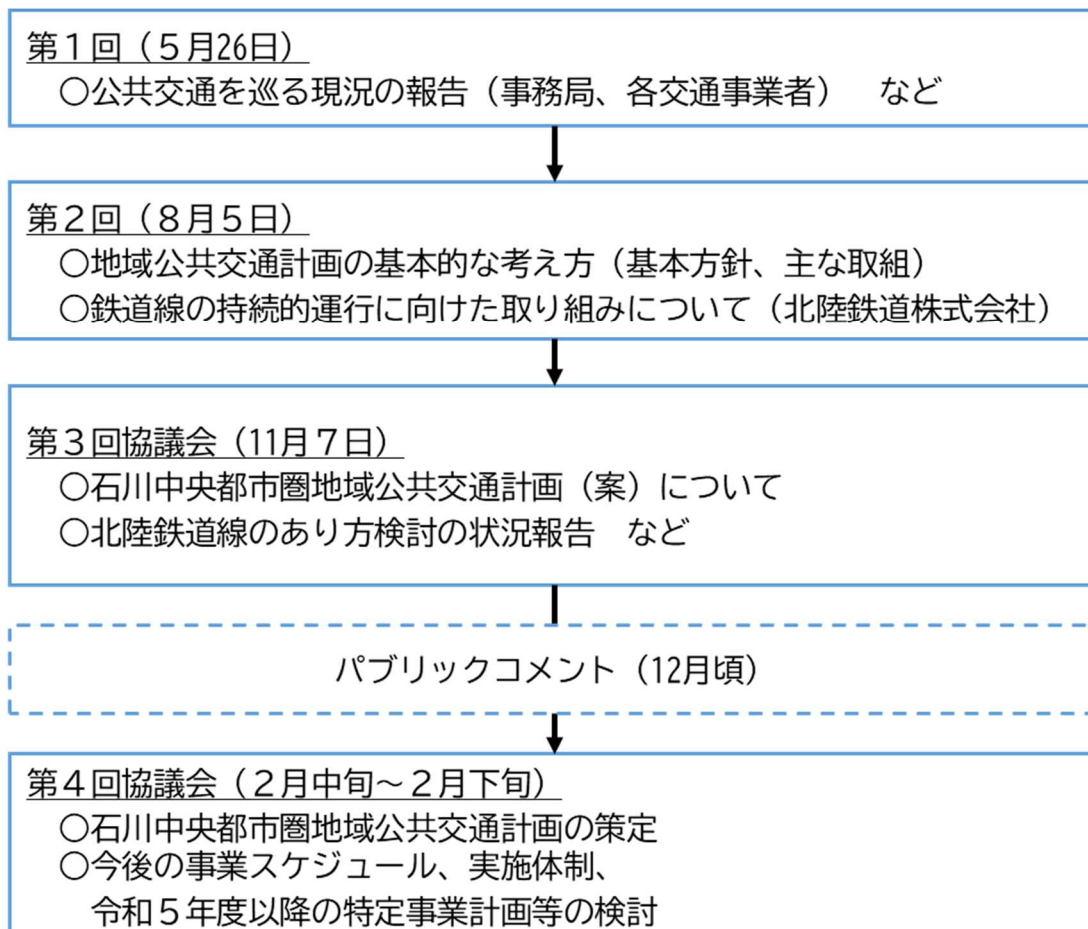 第１回（５月26日）
○公共交通を巡る現況の報告（事務局、各交通事業者）　など
第２回（８月５日）
○地域公共交通計画の基本的な考え方（基本方針、主な取組）
○鉄道線の持続的運行に向けた取り組みについて（北陸鉄道株式会社）
第３回協議会（11月７日）
○石川中央都市圏地域公共交通計画（案）について
○北陸鉄道線のあり方検討の状況報告　など
パブリックコメント（12月頃）
第４回協議会（２月中旬～２月下旬）
○石川中央都市圏地域公共交通計画の策定
○今後の事業スケジュール、実施体制、
令和５年度以降の特定事業計画等の検討